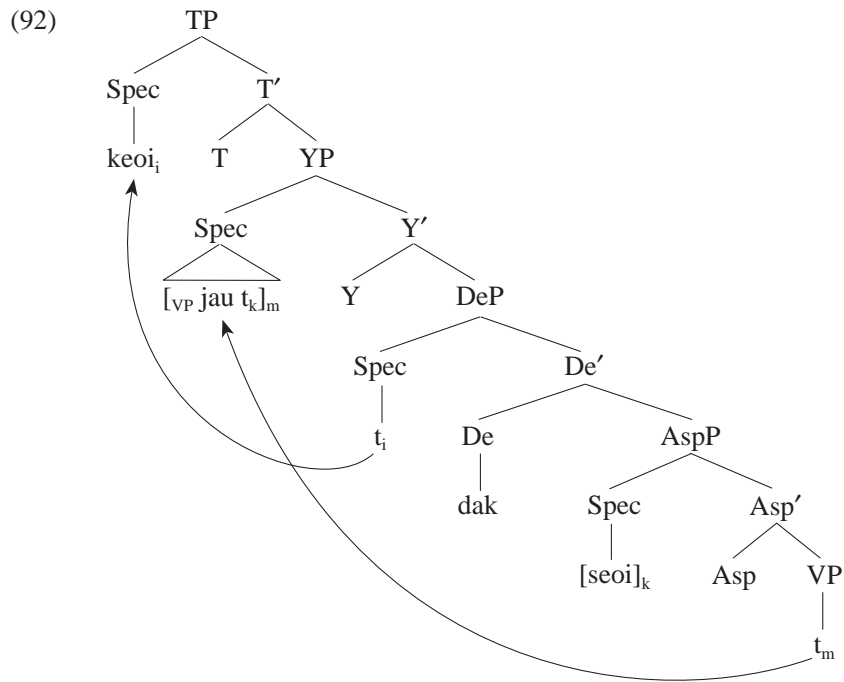 (92) TP
Spec T′
keoiᵢ T YP
Spec Y′
[VP jau tₖ]ₘ Y DeP
Spec De′
tᵢ De AspP
dak Spec Asp′
[seoi]ₖ Asp VP
tₘ